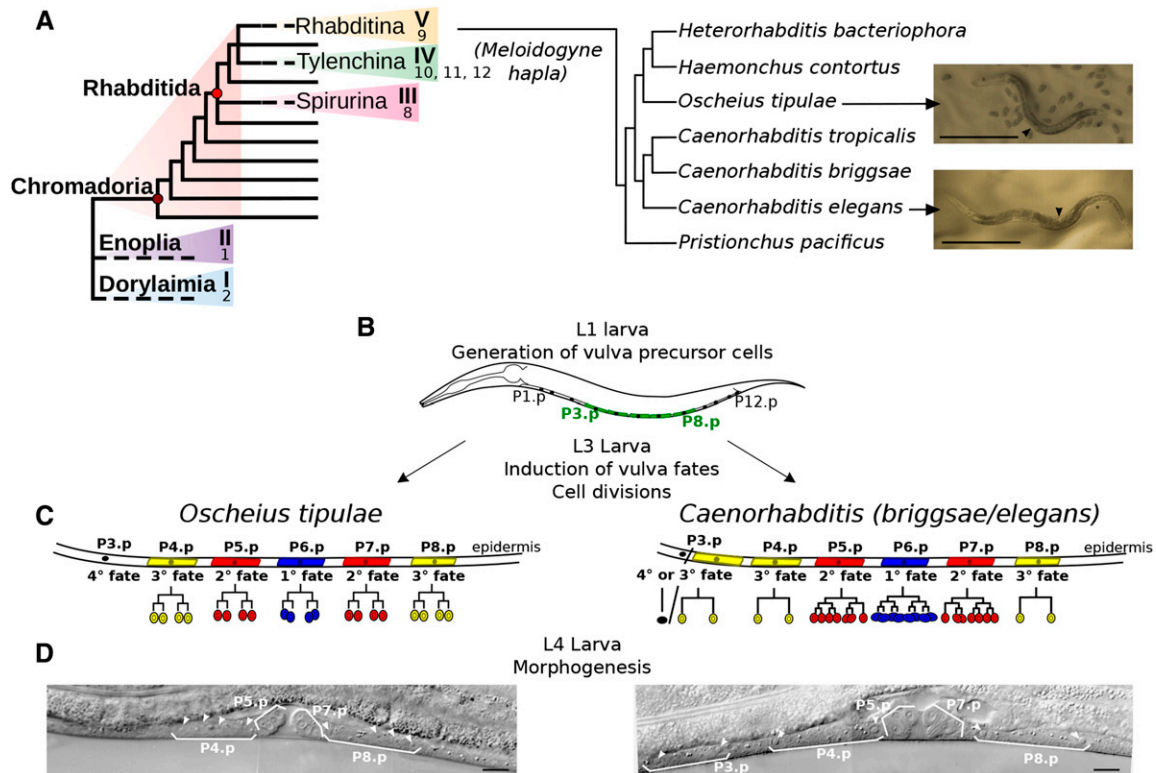 A
Rhabditina V
9
Tylenchina IV
10, 11, 12
Rhabditida
Spirurina III
8
Chromadoria
Enoplia II
1
Dorylaimia I
2
(Meloidogyne
hapla)
Heterorhabditis bacteriophora
Haemonchus contortus
Oscheius tipulae
Caenorhabditis tropicalis
Caenorhabditis briggsae
Caenorhabditis elegans
Pristionchus pacificus
B
L1 larva
Generation of vulva precursor cells
P1.p P12.p
P3.p P8.p
L3 Larva
Induction of vulva fates
Cell divisions
C
Oscheius tipulae
P3.p P4.p P5.p P6.p P7.p P8.p epidermis
4° fate 3° fate 2° fate 1° fate 2° fate 3° fate
Caenorhabditis (briggsae/elegans)
P3.p P4.p P5.p P6.p P7.p P8.p epidermis
4° or 3° fate 3° fate 2° fate 1° fate 2° fate 3° fate
D
L4 Larva
Morphogenesis
P5.p P7.p
P4.p P8.p
P5.p P7.p
P3.p P4.p P8.p